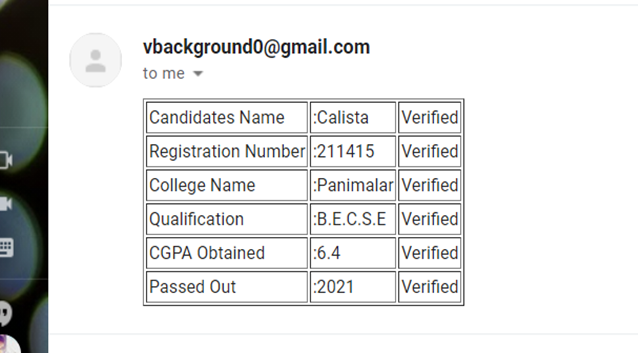 vbackground0@gmail.com
to me
Candidates Name :Calista Verified
Registration Number :211415 Verified
College Name :Panimalar Verified
Qualification :B.E.C.S.E Verified
CGPA Obtained :6.4 Verified
Passed Out :2021 Verified